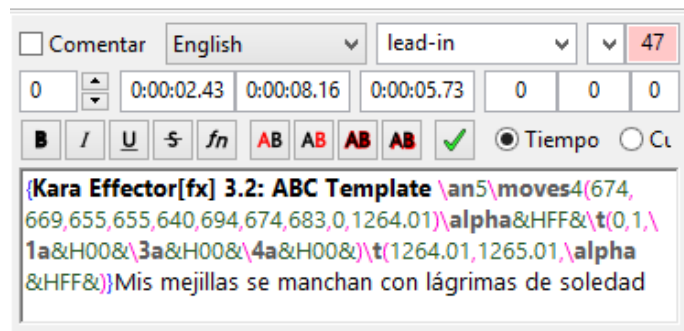 Comentar English lead-in 47
0 0:00:02.43 0:00:08.16 0:00:05.73 0 0 0
B I U S fn AB AB AB AB Tiempo Cu
{Kara Effector[fx] 3.2: ABC Template \an5\moves4(674,
669,655,655,640,694,674,683,0,1264.01)\alpha&HFF&\t(0,1,\
1a&H00&\3a&H00&\4a&H00&)\t(1264.01,1265.01,\alpha
&HFF&)}Mis mejillas se manchan con lágrimas de soledad